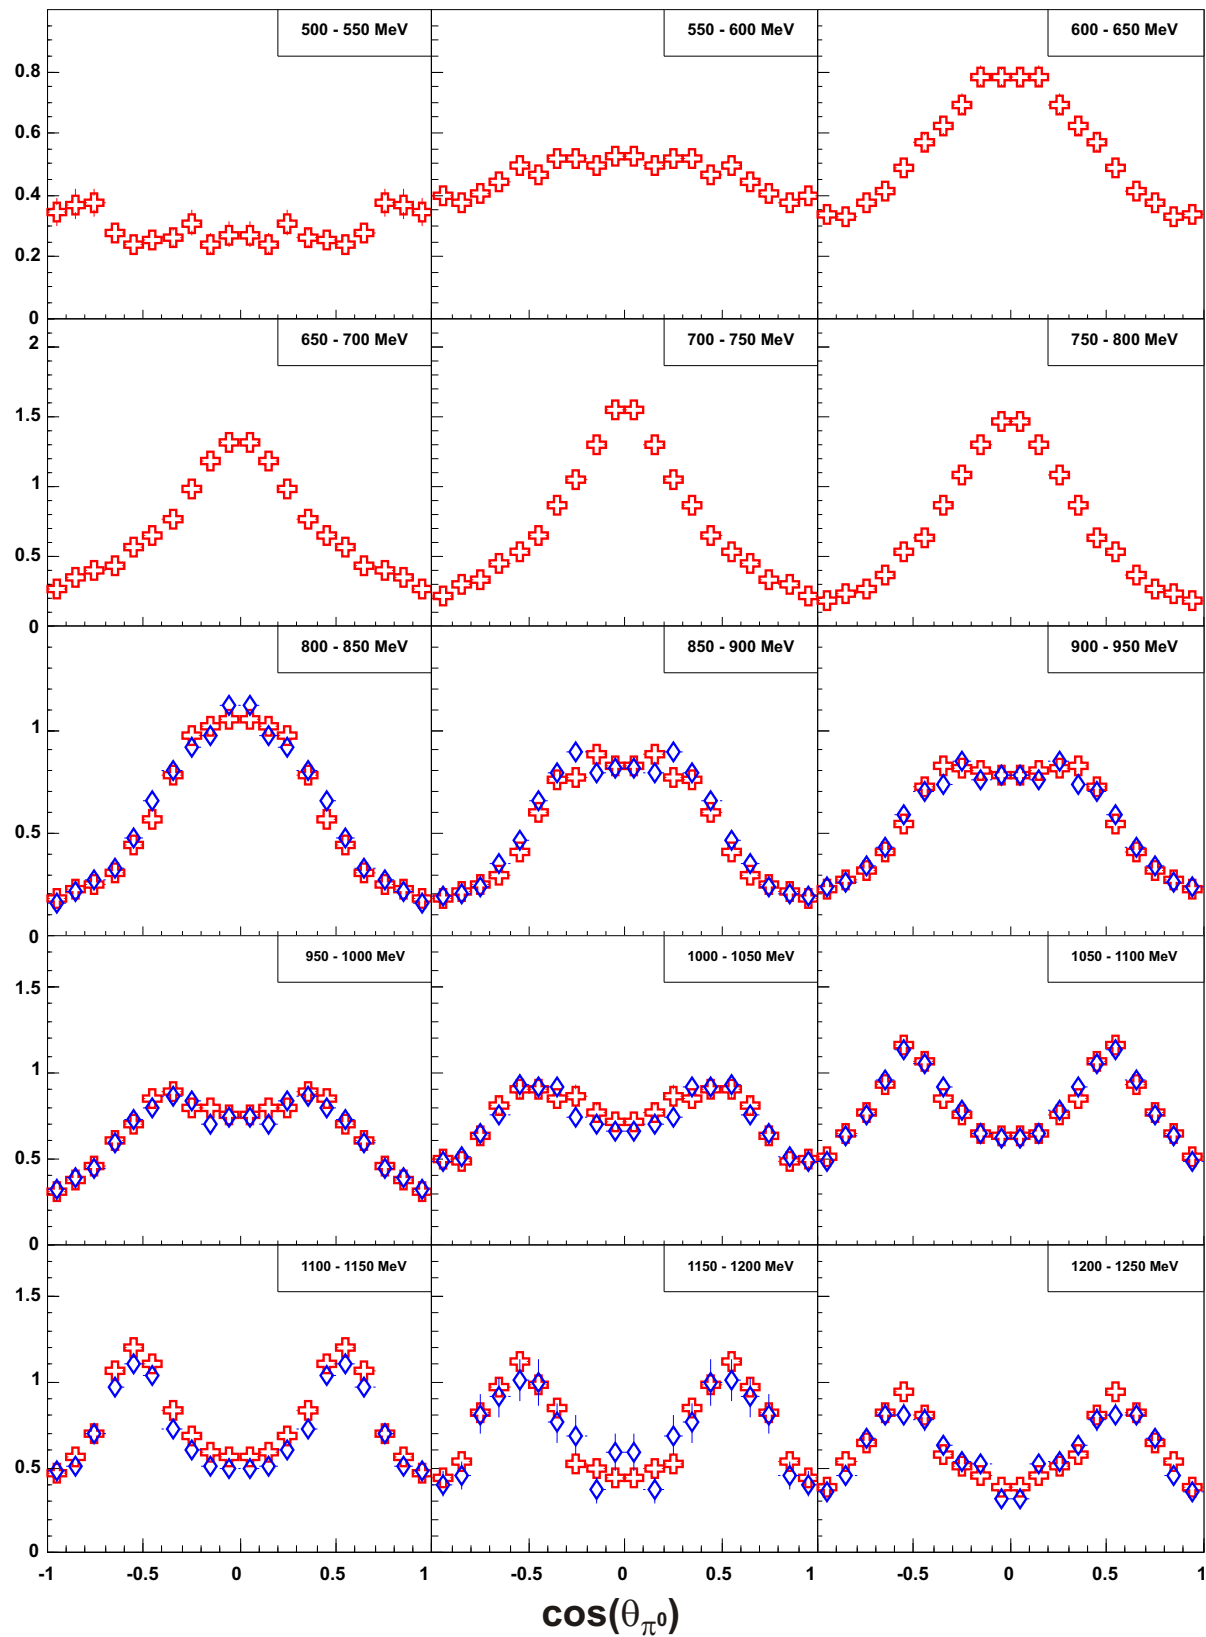 500 - 550 MeV
550 - 600 MeV
600 - 650 MeV
0.8
0.6
0.4
0.2
0
650 - 700 MeV
700 - 750 MeV
750 - 800 MeV
2
1.5
1
0.5
0
800 - 850 MeV
850 - 900 MeV
900 - 950 MeV
1
0.5
0
950 - 1000 MeV
1000 - 1050 MeV
1050 - 1100 MeV
1.5
1
0.5
0
1100 - 1150 MeV
1150 - 1200 MeV
1200 - 1250 MeV
1.5
1
0.5
0
-1 -0.5 0 0.5 1 -0.5 0 0.5 1 -0.5 0 0.5 1
cos(θπ⁰)